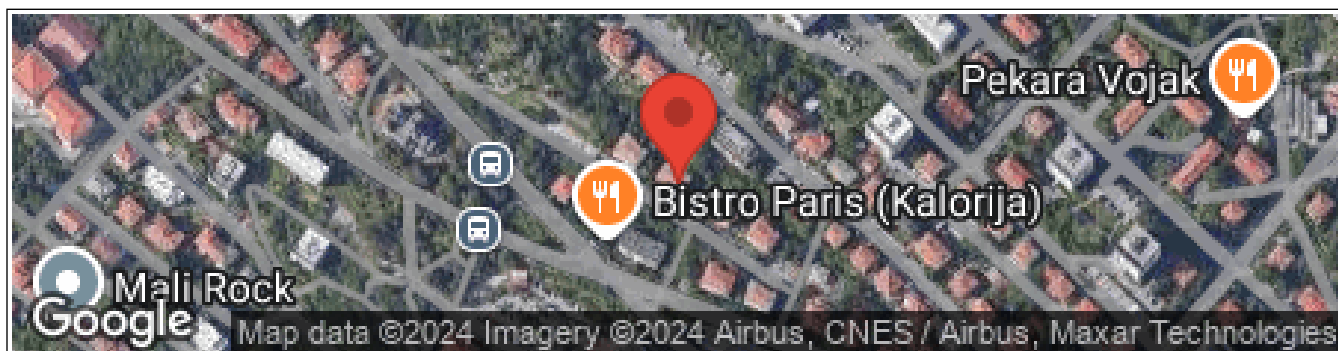 Pekara Vojak
Bistro Paris (Kalorija)
Mali Rock
Google
Map data ©2024 Imagery ©2024 Airbus, CNES / Airbus, Maxar Technologies